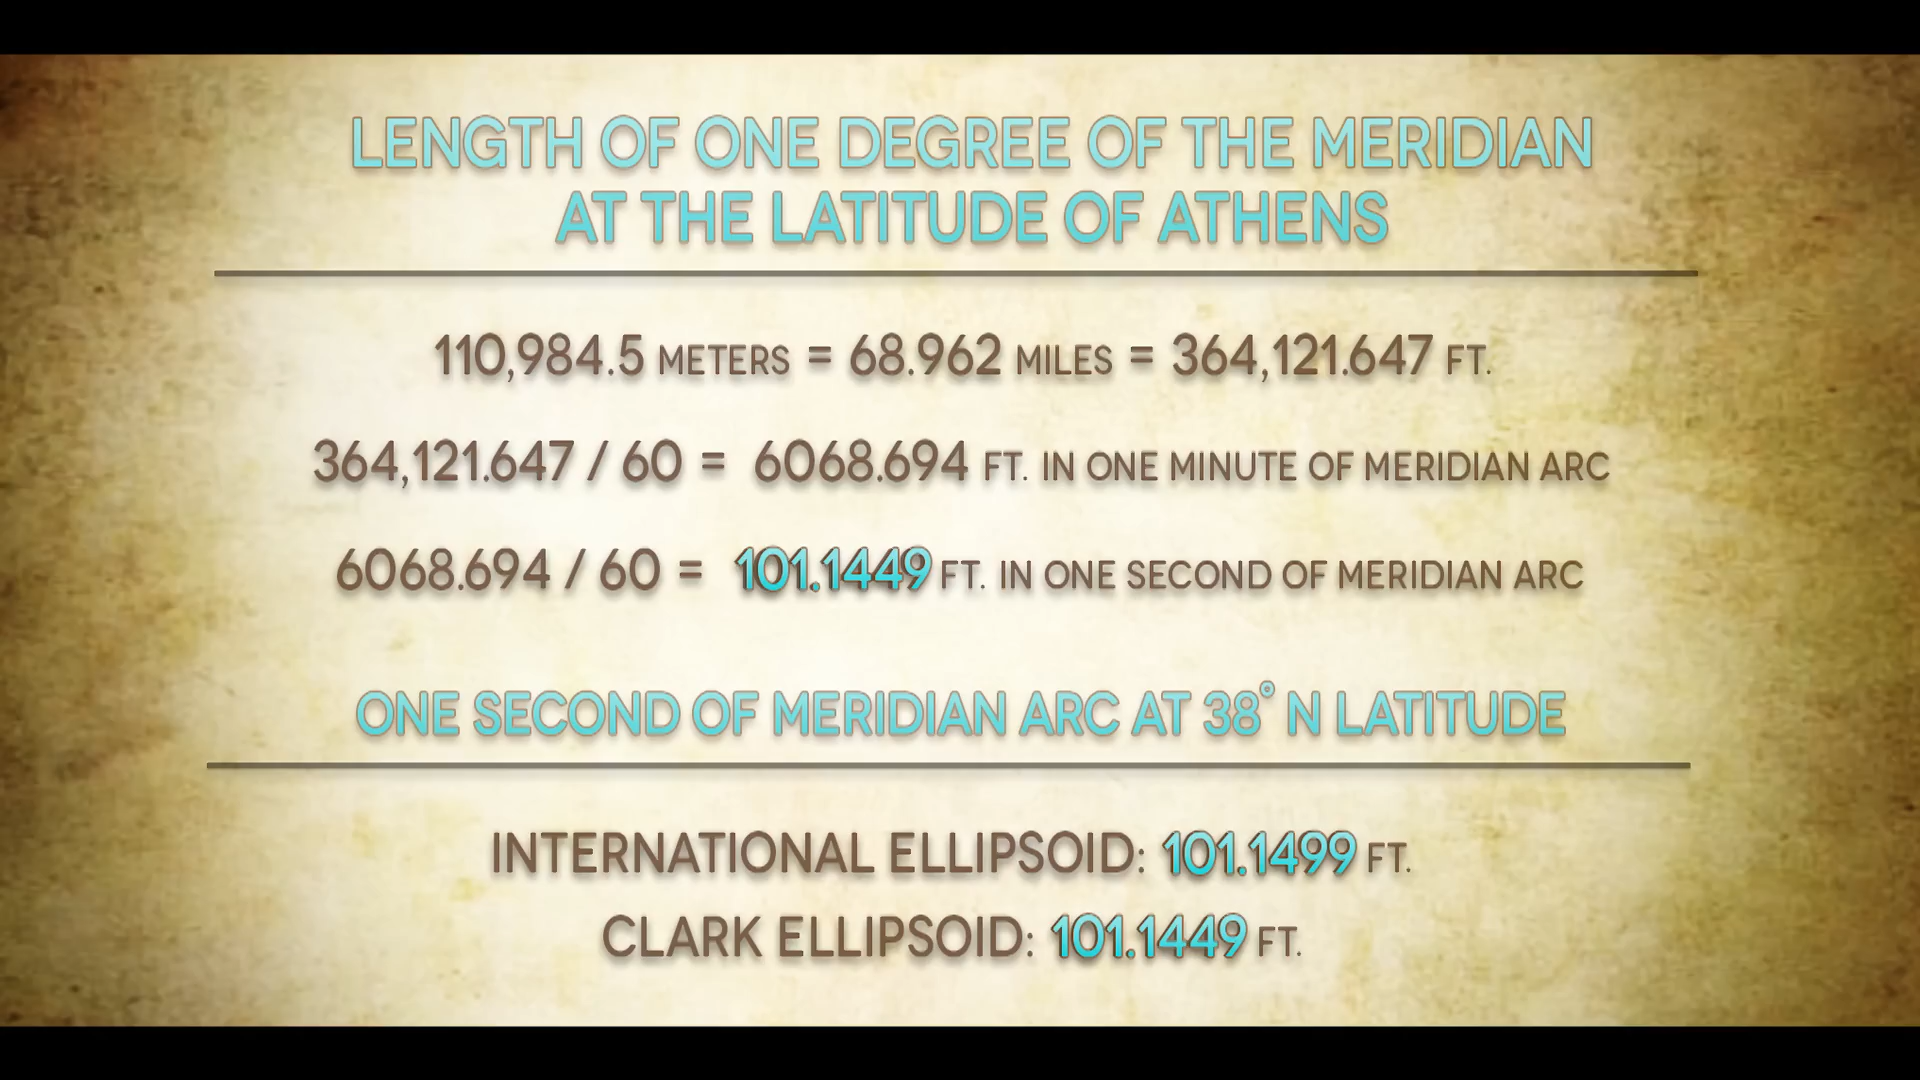 LENGTH OF ONE DEGREE OF THE MERIDIAN
AT THE LATITUDE OF ATHENS
110,984.5 METERS = 68.962 MILES = 364,121.647 FT.
364,121.647 / 60 = 6068.694 FT. IN ONE MINUTE OF MERIDIAN ARC
6068.694 / 60 = 101.1449 FT. IN ONE SECOND OF MERIDIAN ARC
ONE SECOND OF MERIDIAN ARC AT 38° N LATITUDE
INTERNATIONAL ELLIPSOID: 101.1499 FT.
CLARK ELLIPSOID: 101.1449 FT.